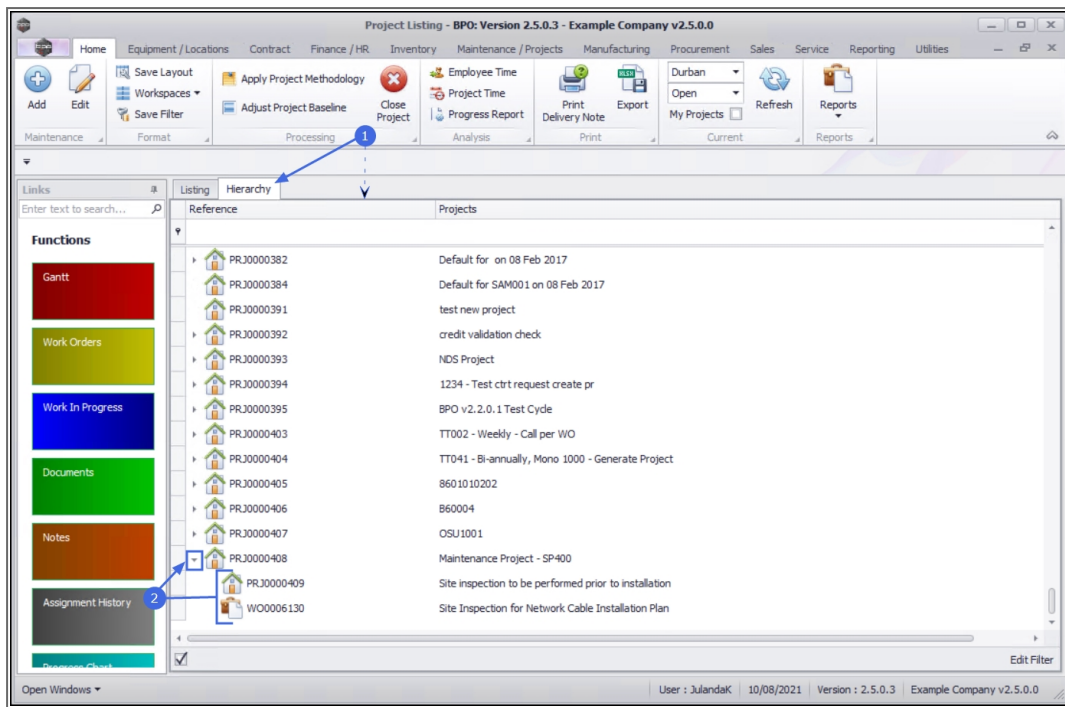 Project Listing - BPO: Version 2.5.0.3 - Example Company v2.5.0.0
Home Equipment / Locations Contract Finance / HR Inventory Maintenance / Projects Manufacturing Procurement Sales Service Reporting Utilities
Add
Edit
Save Layout
Workspaces
Save Filter
Apply Project Methodology
Adjust Project Baseline
Close Project
Employee Time
Project Time
Progress Report
Print Delivery Note
Export
Durban
Open
My Projects
Refresh
Reports
Maintenance Format Processing Analysis Print Current Reports
1
Links
Enter text to search...
Functions
Gantt
Work Orders
Work In Progress
Documents
Notes
Assignment History
Progress Chart
Listing Hierarchy
Reference Projects
PRJ0000382 Default for on 08 Feb 2017
PRJ0000384 Default for SAM001 on 08 Feb 2017
PRJ0000391 test new project
PRJ0000392 credit validation check
PRJ0000393 NDS Project
PRJ0000394 1234 - Test ctrt request create pr
PRJ0000395 BPO v2.2.0.1 Test Cycle
PRJ0000403 TT002 - Weekly - Call per WO
PRJ0000404 TT041 - Bi-annually, Mono 1000 - Generate Project
PRJ0000405 8601010202
PRJ0000406 B60004
PRJ0000407 OSU1001
PRJ0000408 Maintenance Project - SP400
PRJ0000409 Site inspection to be performed prior to installation
2
WO0006130 Site Inspection for Network Cable Installation Plan
Edit Filter
Open Windows User : JulandaK 10/08/2021 Version : 2.5.0.3 Example Company v2.5.0.0